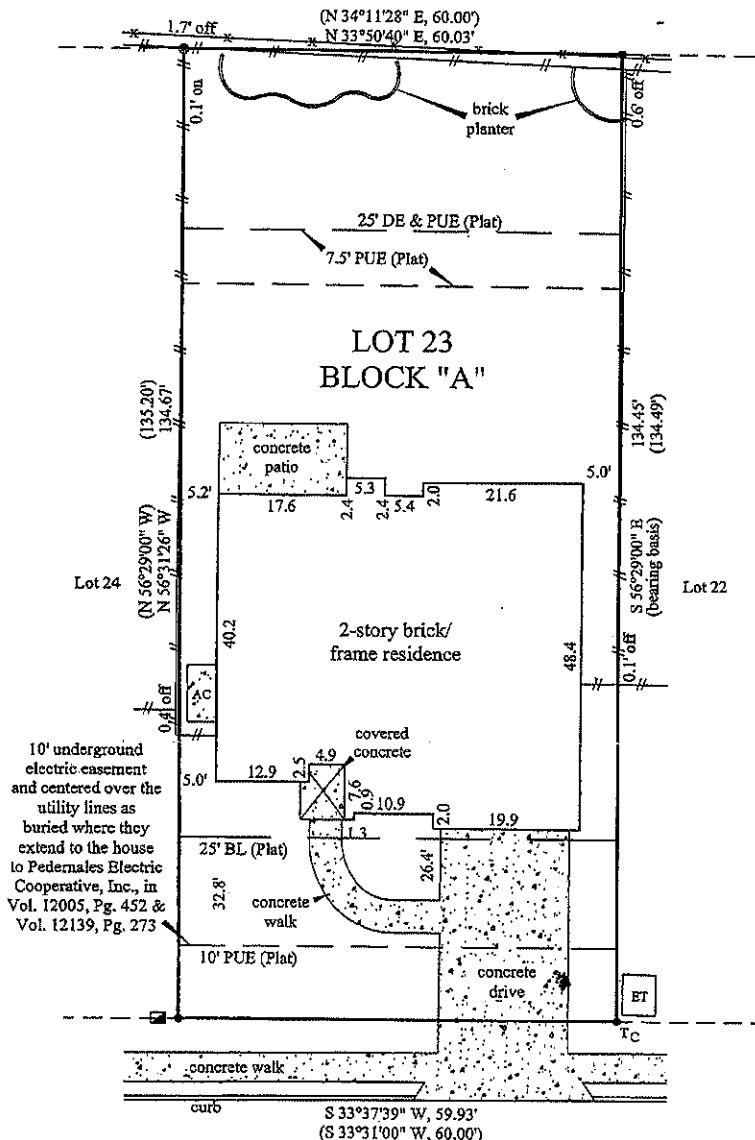 (N 34°11'28" E, 60.00')
1.7' off
N 33°50'40" E, 60.03'
0.1' on
brick
planter
0.6' off
25' DE & PUE (Plat)
7.5' PUE (Plat)
LOT 23
BLOCK "A"
(135.20')
134.67'
134.45'
(134.49')
concrete
patio
5.2'
17.6
2.4
5.3
2.4
5.4
2.0
21.6
5.0'
Lot 24
(N 56°29'00" W)
N 56°31'26" W
S 56°29'00" E
(bearing basis)
Lot 22
40.2
2-story brick/
frame residence
48.4
AC
0.4' off
0.1' off
covered
concrete
10' underground
electric easement
and centered over the
utility lines as
buried where they
extend to the house
to Pedernales Electric
Cooperative, Inc., in
Vol. 12005, Pg. 452 &
Vol. 12139, Pg. 273
5.0'
12.9
2.5
4.9
7.6
0.9
10.9
2.0
19.9
1.3
25' BL (Plat)
32.8'
26.4'
concrete
walk
10' PUE (Plat)
concrete
drive
ET
TC
concrete walk
curb
S 33°37'39" W, 59.93'
(S 33°31'00" W, 60.00')